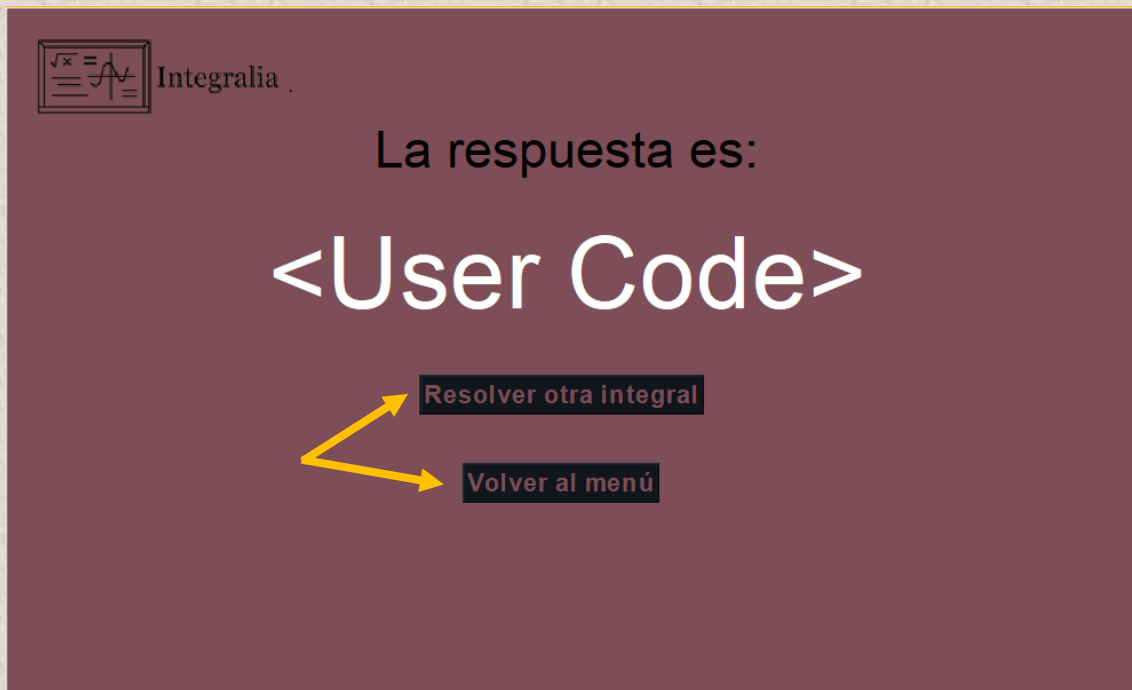 √x =
Integralia .
La respuesta es:
<User Code>
Resolver otra integral
Volver al menú